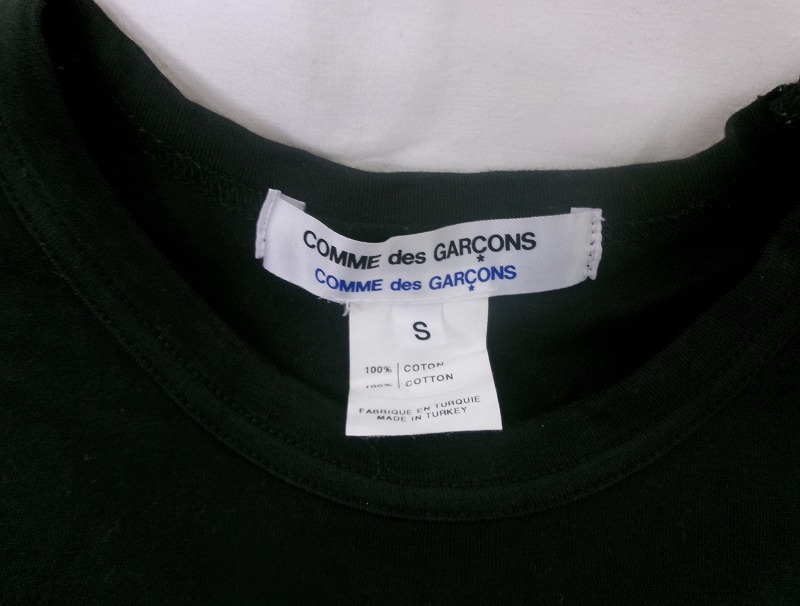 COMME des GARÇONS
COMME des GARÇONS
S
100% COTON
100% COTTON
FABRIQUE EN TURQUIE
MADE IN TURKEY